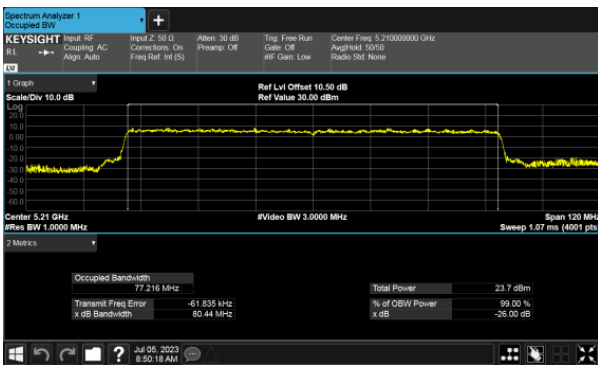 Spectrum Analyzer 1
Occupied BW
KEYSIGHT Input: RF Input Z: 50 Ω Atten: 30 dB Trig: Free Run Center Freq: 5.210000000 GHz
R L Coupling: AC Corrections: On Preamp: Off Gate: Off Avg|Hold: 50/50
Align: Auto Freq Ref: Int (S) #IF Gain: Low Radio Std: None
1 Graph
Ref Lvl Offset 10.50 dB
Scale/Div 10.0 dB Ref Value 30.00 dBm
Log
20.0
10.0
0.00
-10.0
-20.0
-30.0
-40.0
-50.0
-60.0
Center 5.21 GHz #Video BW 3.0000 MHz Span 120 MHz
#Res BW 1.0000 MHz Sweep 1.07 ms (4001 pts
2 Metrics
Occupied Bandwidth
77.216 MHz Total Power 23.7 dBm
Transmit Freq Error -61.835 kHz % of OBW Power 99.00 %
x dB Bandwidth 80.44 MHz x dB -26.00 dB
Jul 05, 2023
8:50:18 AM